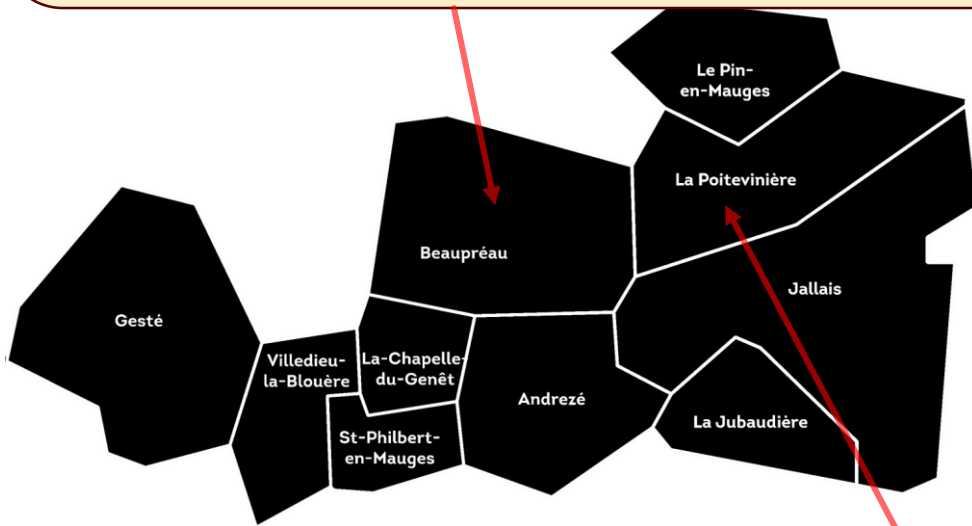 Le Pin-
en-Mauges
La Poitevinière
Beaupréau
Jallais
Gesté
Villedieu-
la-Blouère
La-Chapelle-
du-Genêt
Andrezé
La Jubaudière
St-Philbert-
en-Mauges